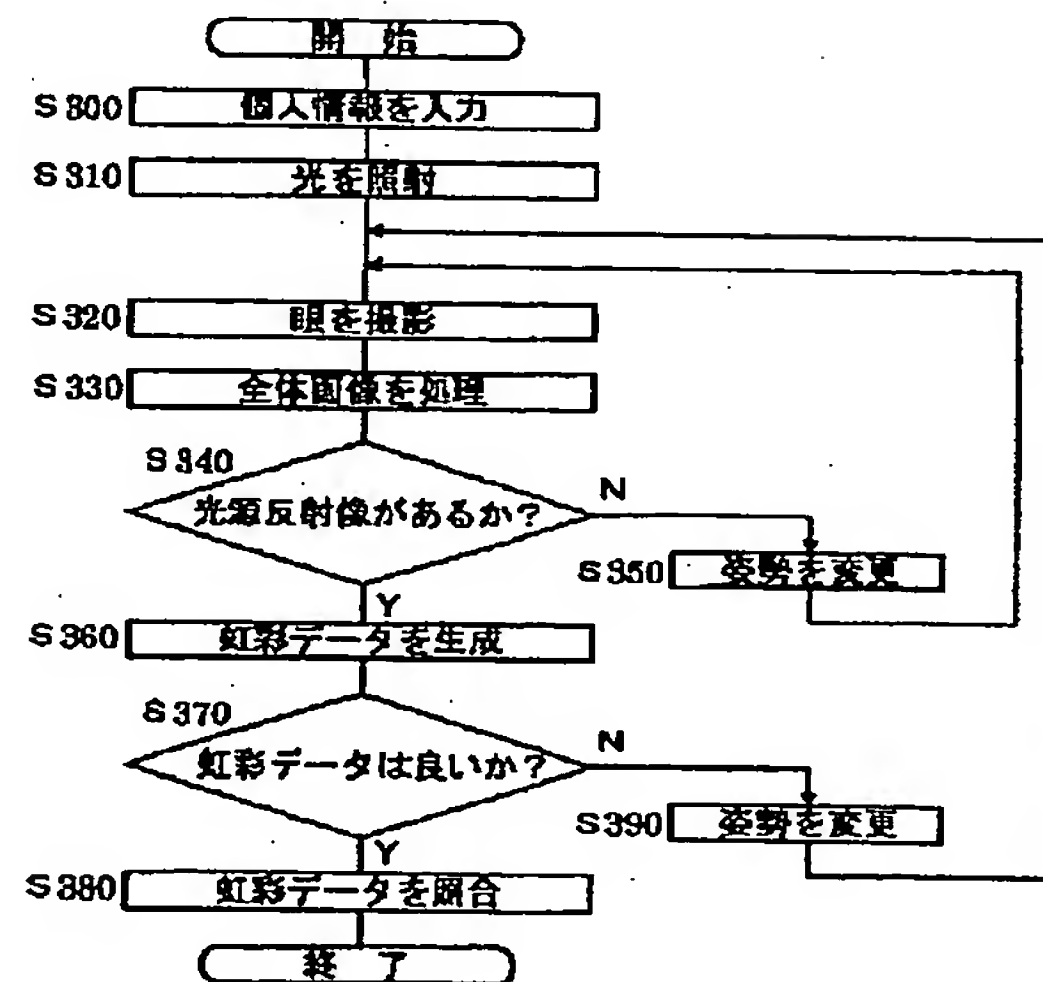 開 始
S300 個人情報を入力
S310 光を照射
S320 眼を撮影
S330 全体画像を処理
S340
光源反射像があるか?
N
S350 姿勢を変更
Y
S360 虹彩データを生成
S370
虹彩データは良いか?
N
S390 姿勢を変更
Y
S380 虹彩データを照合
終 了